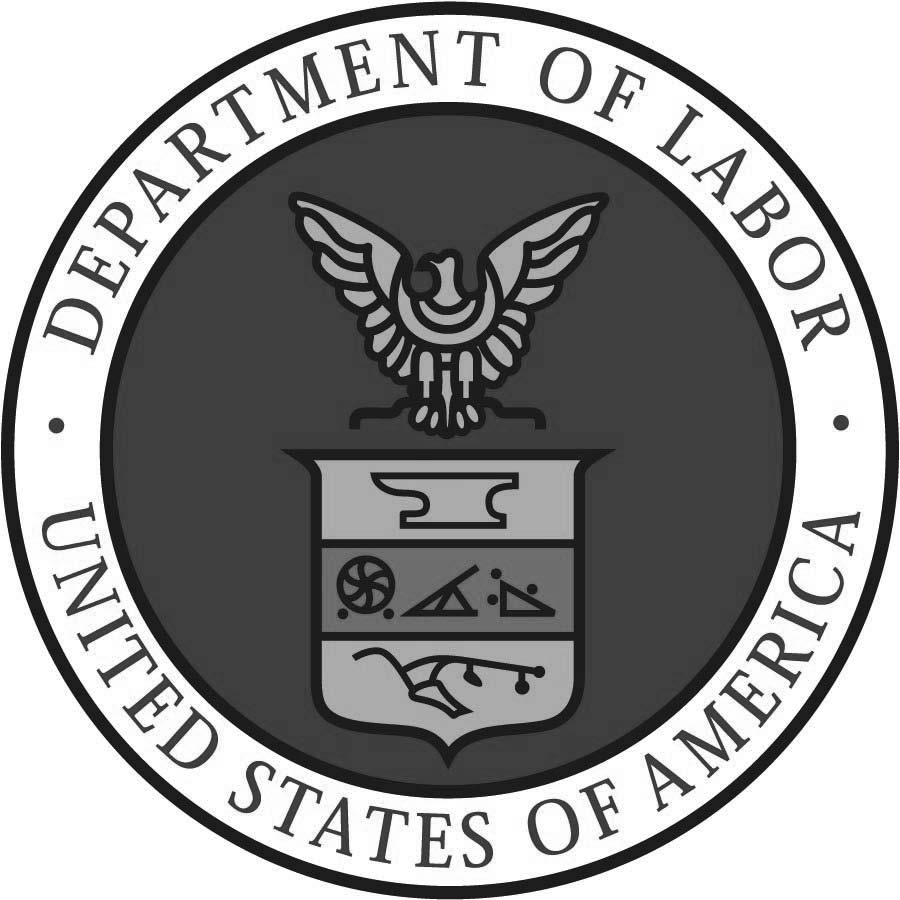 DEPARTMENT OF LABOR
UNITED STATES OF AMERICA